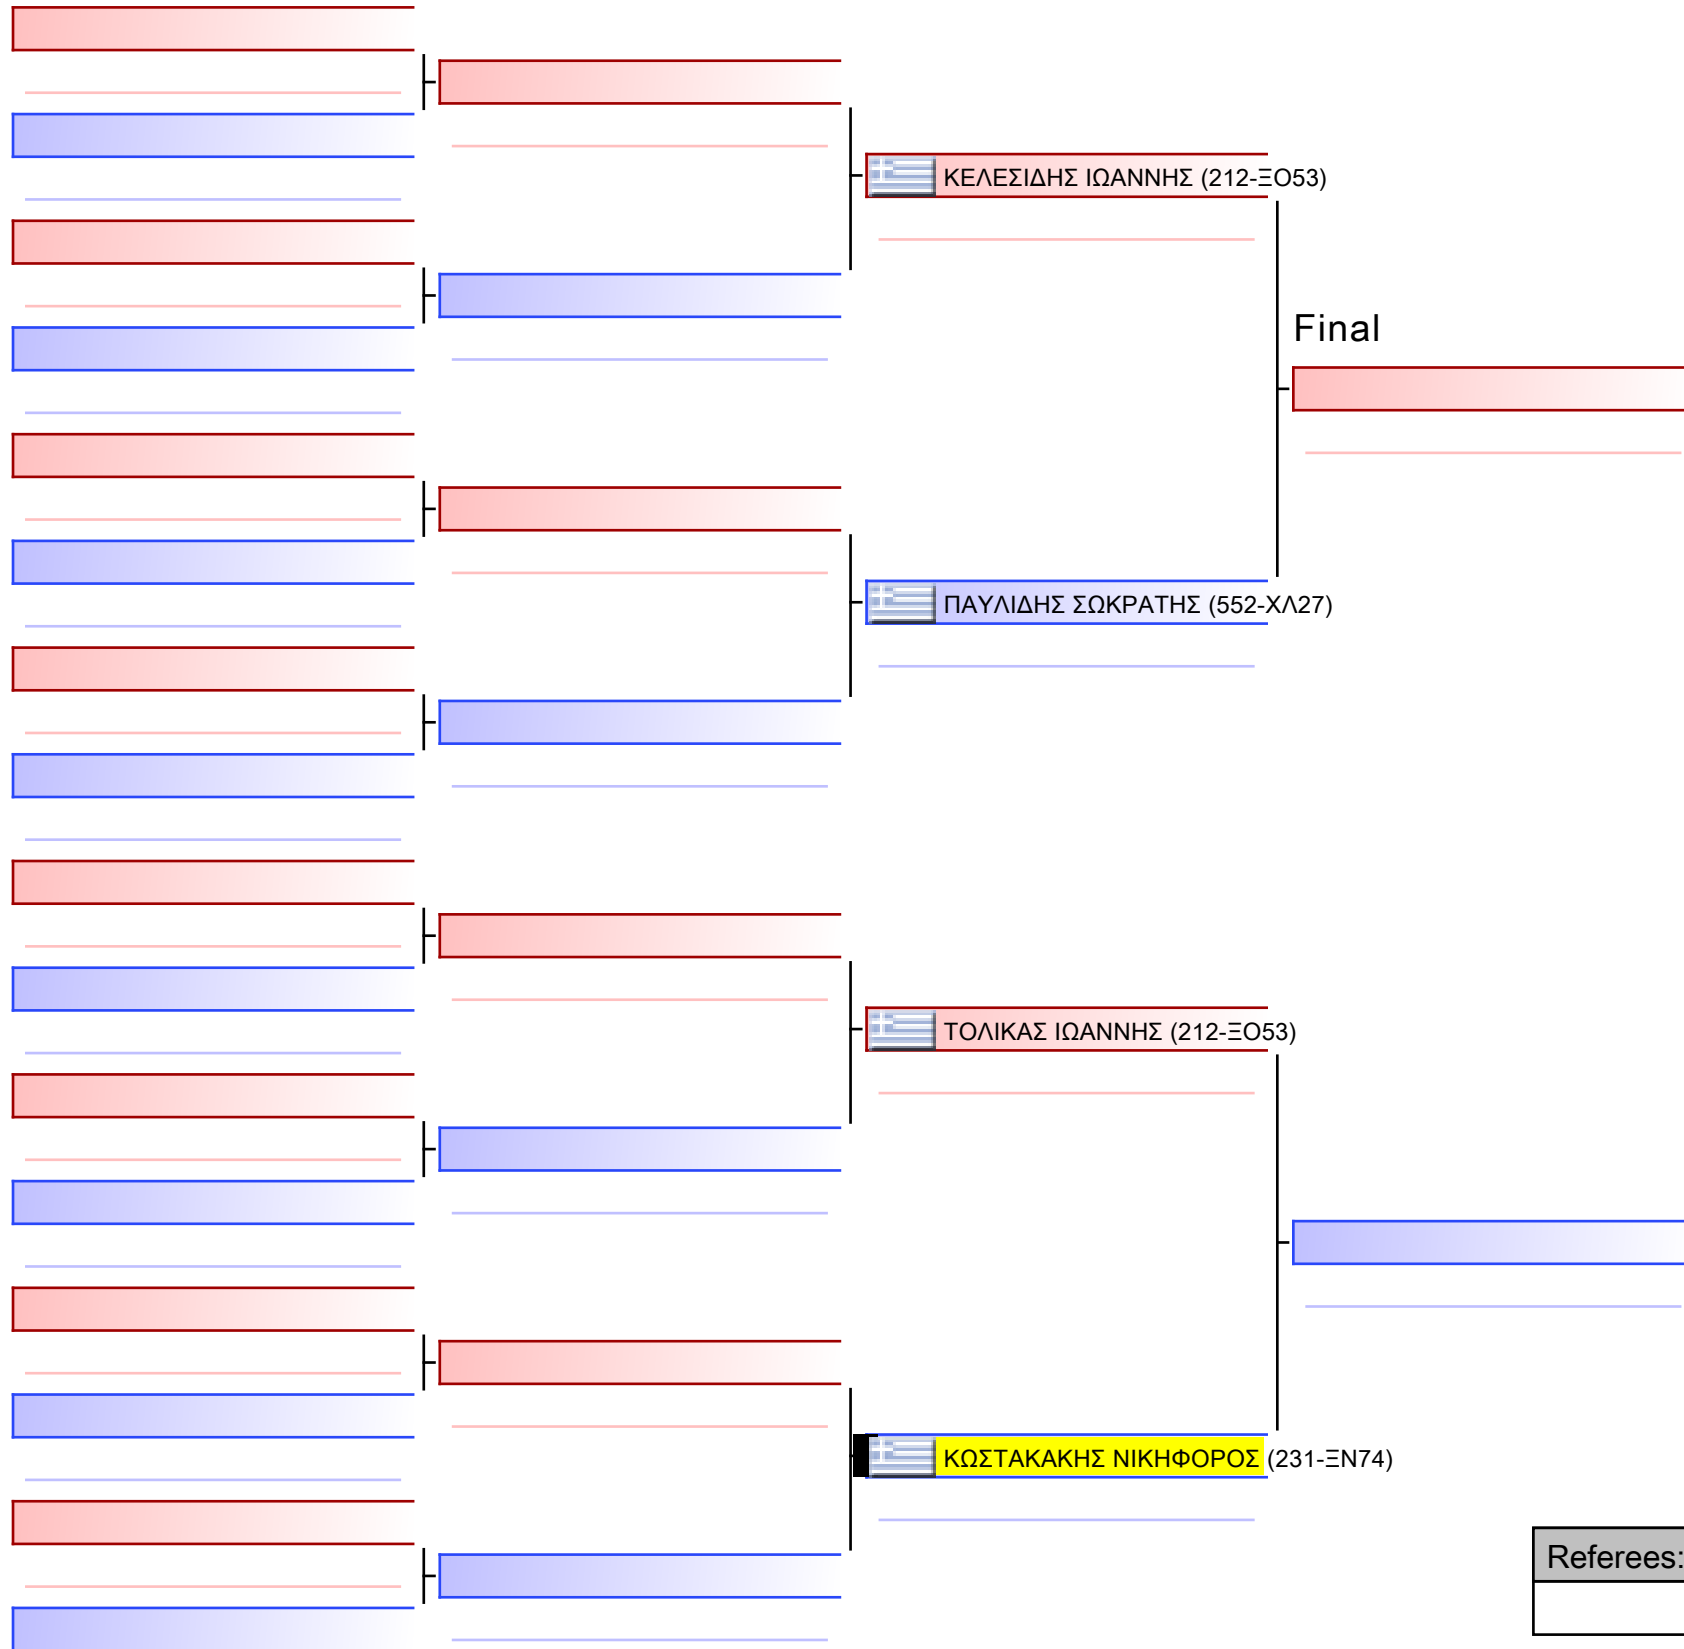 ΚΕΛΕΣΙΔΗΣ ΙΩΑΝΝΗΣ (212-ΞΟ53)
Final
ΠΑΥΛΙΔΗΣ ΣΩΚΡΑΤΗΣ (552-ΧΛ27)
ΤΟΛΙΚΑΣ ΙΩΑΝΝΗΣ (212-ΞΟ53)
ΚΩΣΤΑΚΑΚΗΣ ΝΙΚΗΦΟΡΟΣ (231-ΞΝ74)
Referees: